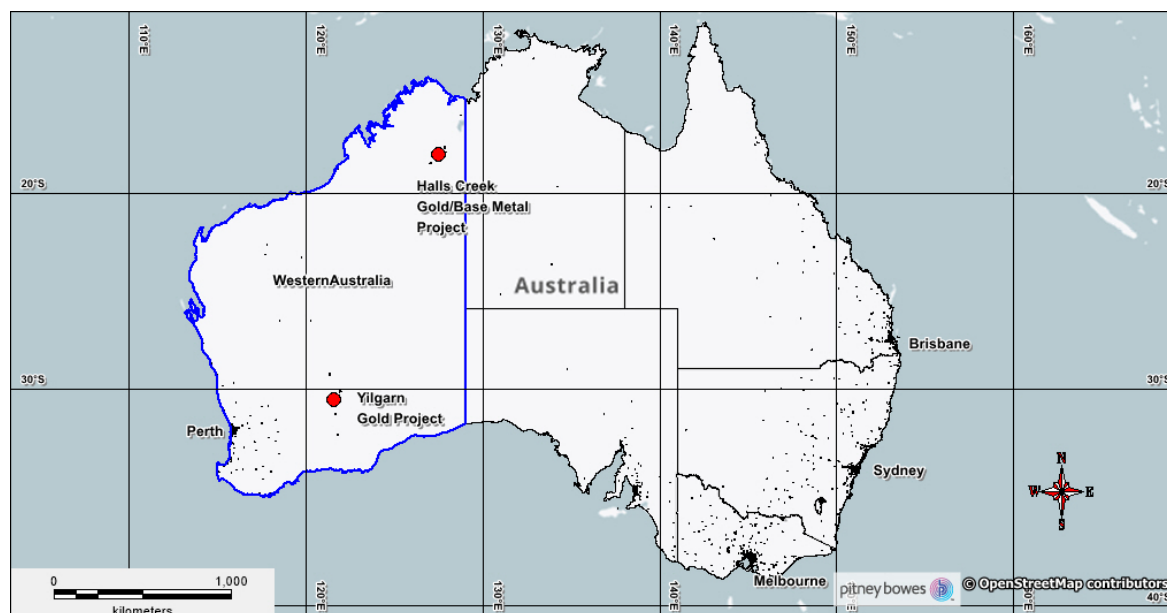 110°E
120°E
130°E
140°E
150°E
160°E
Halls Creek
Gold/Base Metal
Project
20°S
20°S
WesternAustralia
Australia
Brisbane
30°S
30°S
Yilgarn
Gold Project
Perth
Sydney
N
W
E
S
Melbourne
0
1,000
kilometers
120°E
130°E
140°E
pitney bowes
© OpenStreetMap contributors
40°S